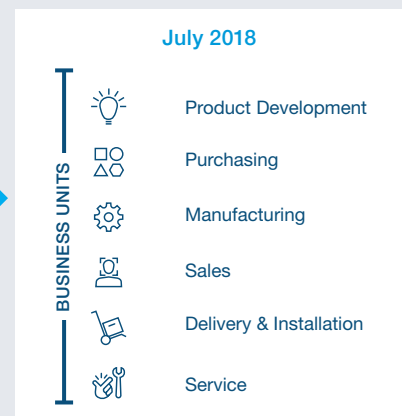 July 2018
BUSINESS UNITS
Product Development
Purchasing
Manufacturing
Sales
Delivery & Installation
Service